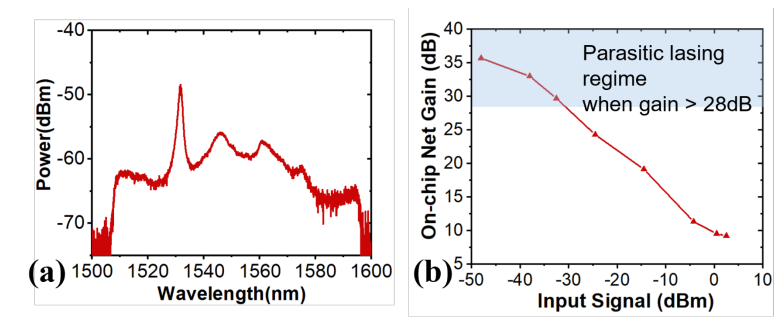 -40
-50
-60
-70
Power(dBm)
1500 1520 1540 1560 1580 1600
Wavelength(nm)
(a)
40
35
30
25
20
15
10
5
On-chip Net Gain (dB)
Parasitic lasing
regime
when gain > 28dB
-50 -40 -30 -20 -10 0 10
Input Signal (dBm)
(b)